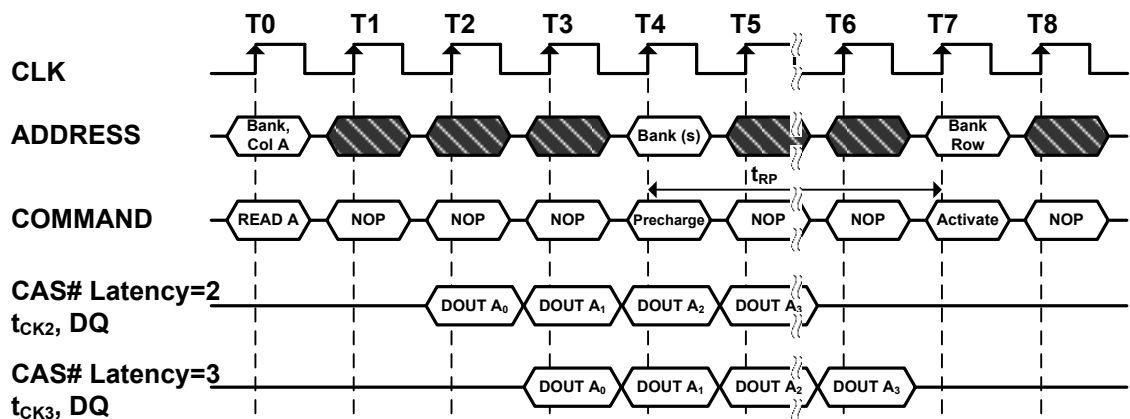 T0 T1 T2 T3 T4 T5 T6 T7 T8
CLK
ADDRESS
Bank,
Col A
Bank (s)
Bank
Row
tRP
COMMAND
READ A NOP NOP NOP Precharge NOP NOP Activate NOP
CAS# Latency=2
tCK2, DQ
DOUT A0 DOUT A1 DOUT A2 DOUT A3
CAS# Latency=3
tCK3, DQ
DOUT A0 DOUT A1 DOUT A2 DOUT A3